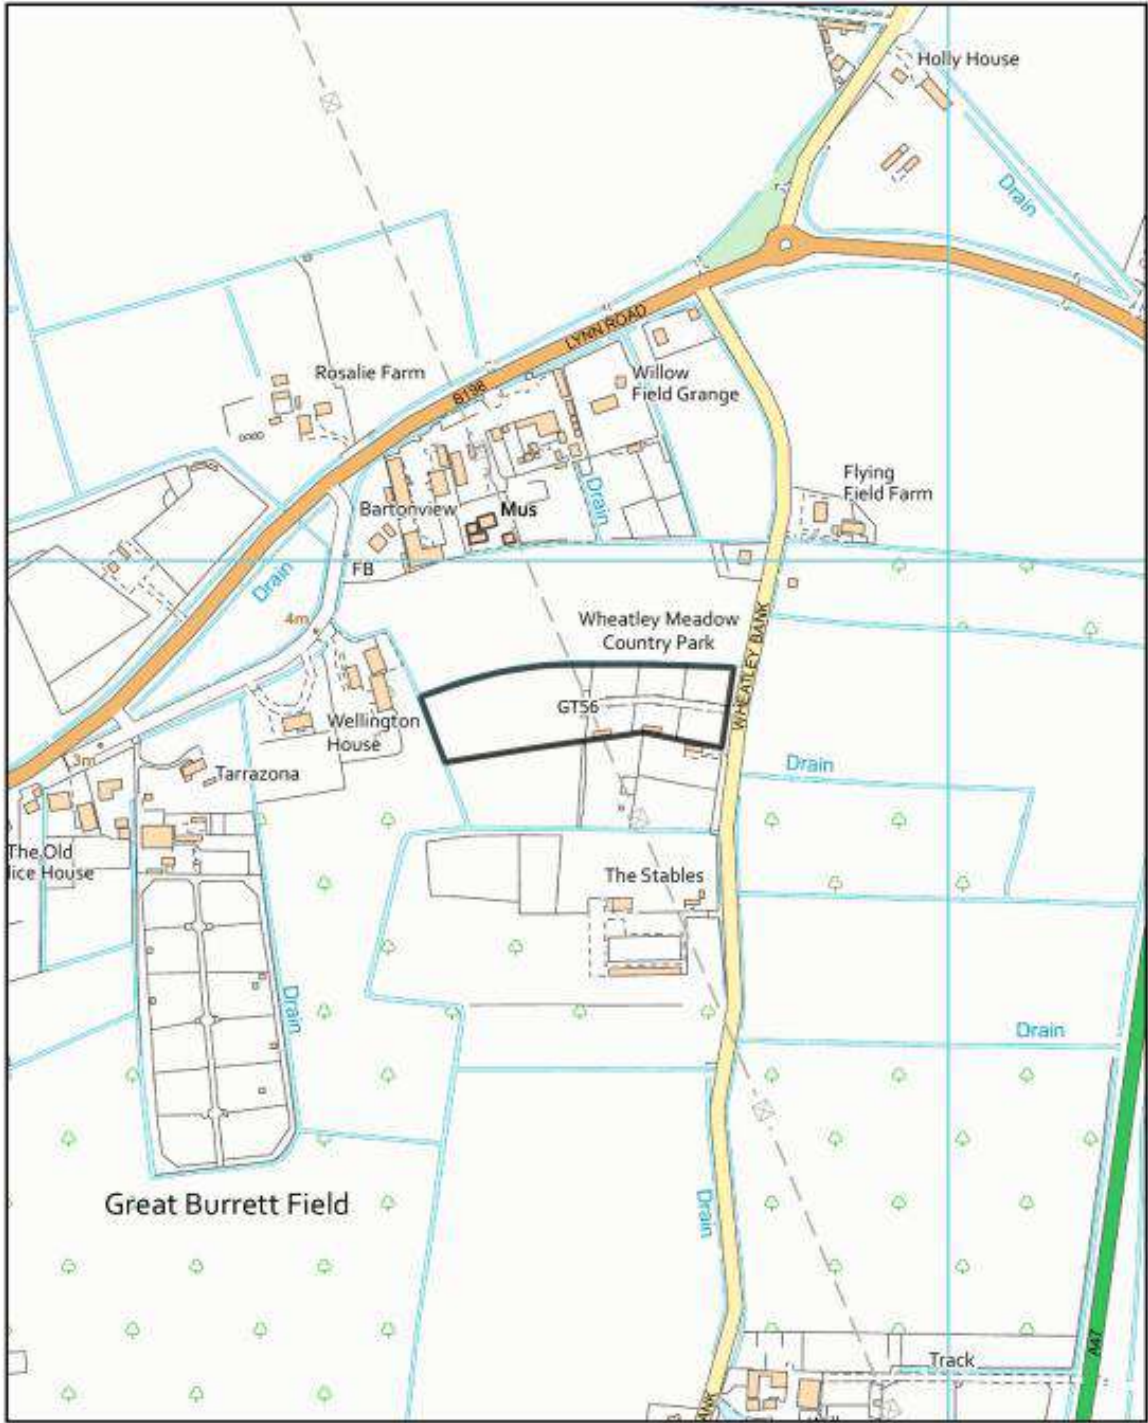 Holly House
Drain
LYNN ROAD
Rosalie Farm
B198
Willow
Field Grange
Flying
Field Farm
Bartonview
Mus
Drain
FB
Drain
4m
Wheatley Meadow
Country Park
WHEATLEY BANK
GT56
Wellington
House
3m
Tarrazona
Drain
The Old
lice House
The Stables
Drain
Drain
Great Burrett Field
Drain
A47
Track
ANK